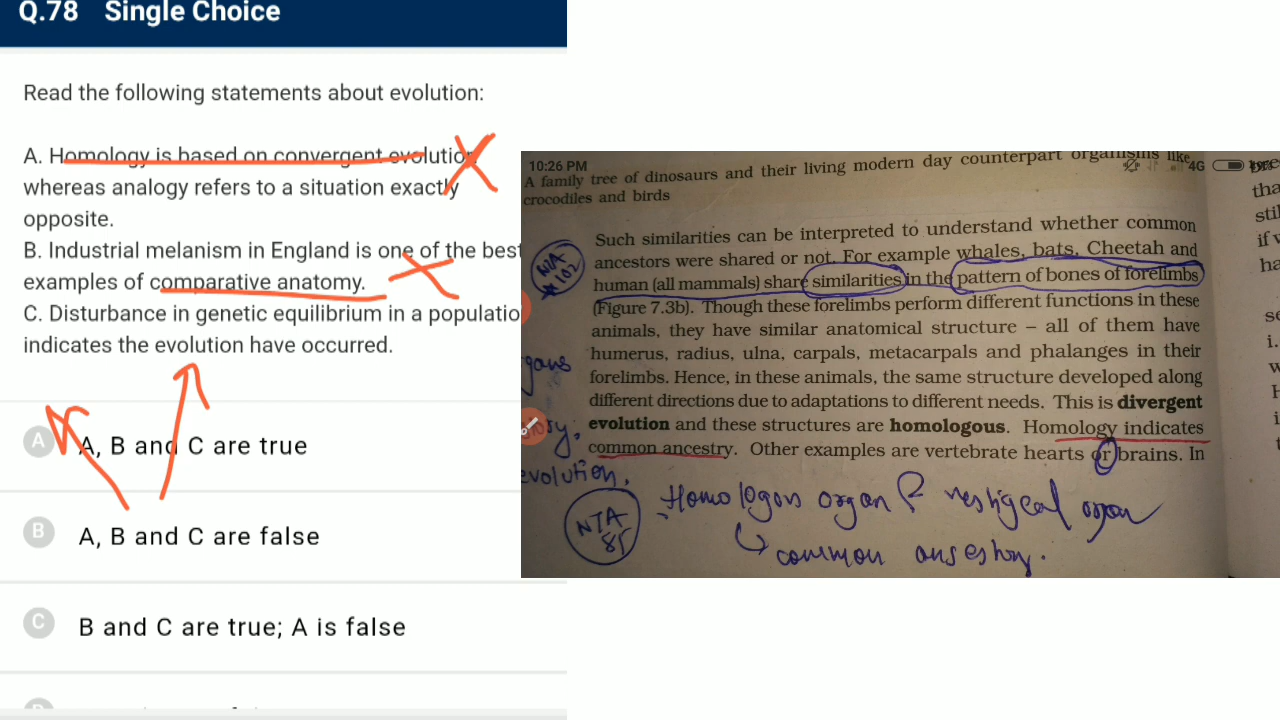 Q.78 Single Choice
Read the following statements about evolution:
A. Homology is based on convergent evolution
whereas analogy refers to a situation exactly
opposite.
B. Industrial melanism in England is one of the best
examples of comparative anatomy.
C. Disturbance in genetic equilibrium in a populatio
indicates the evolution have occurred.
A
A, B and C are true
B
A, B and C are false
C
B and C are true; A is false
10:26 PM
4G
A family tree of dinosaurs and their living modern day counterpart organisms like
crocodiles and birds
Such similarities can be interpreted to understand whether common
ancestors were shared or not. For example whales, bats, Cheetah and
human (all mammals) share similarities in the pattern of bones of forelimbs
(Figure 7.3b). Though these forelimbs perform different functions in these
animals, they have similar anatomical structure – all of them have
humerus, radius, ulna, carpals, metacarpals and phalanges in their
forelimbs. Hence, in these animals, the same structure developed along
different directions due to adaptations to different needs. This is divergent
evolution and these structures are homologous. Homology indicates
common ancestry. Other examples are vertebrate hearts or brains. In
gans
evolution.
NTA
85
Homologous organ
common
tha
if w
ha
i.